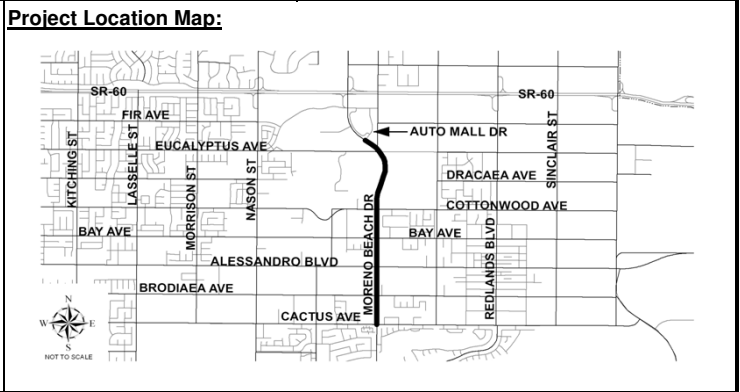 Project Location Map:
SR-60
SR-60
FIR AVE
AUTO MALL DR
EUCALYPTUS AVE
KITCHING ST
LASSELLE ST
MORRISON ST
NASON ST
SINCLAIR ST
DRACAEA AVE
COTTONWOOD AVE
MORENO BEACH DR
BAY AVE
BAY AVE
REDLANDS BLVD
ALESSANDRO BLVD
BRODIAEA AVE
CACTUS AVE
N
W E
S
NOT TO SCALE